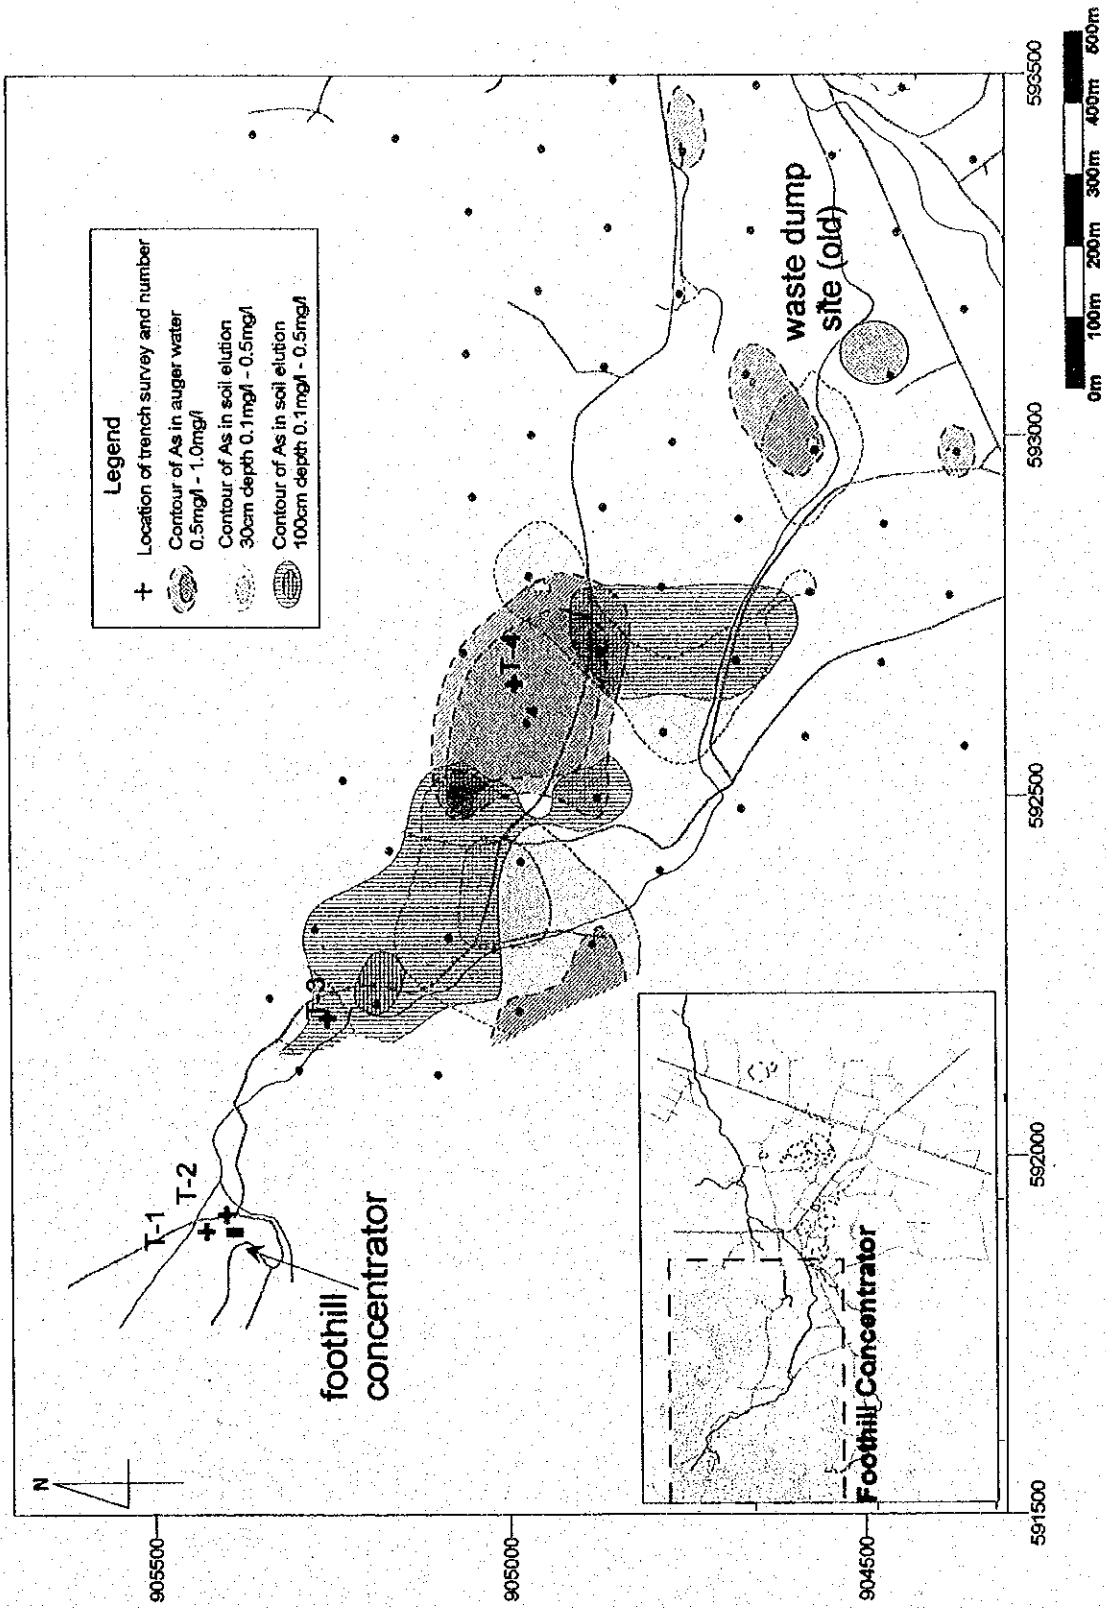 N
Legend
Location of trench survey and number
Contour of As in auger water
0.5mg/l - 1.0mg/l
Contour of As in soil elution
30cm depth 0.1mg/l - 0.5mg/l
Contour of As in soil elution
100cm depth 0.1mg/l - 0.5mg/l
T-1
T-2
T-3
T-4
foothill
concentrator
waste dump
site (old)
Foothill Concentrator
905500
905000
904500
591500
592000
592500
593000
593500
0m 100m 200m 300m 400m 500m